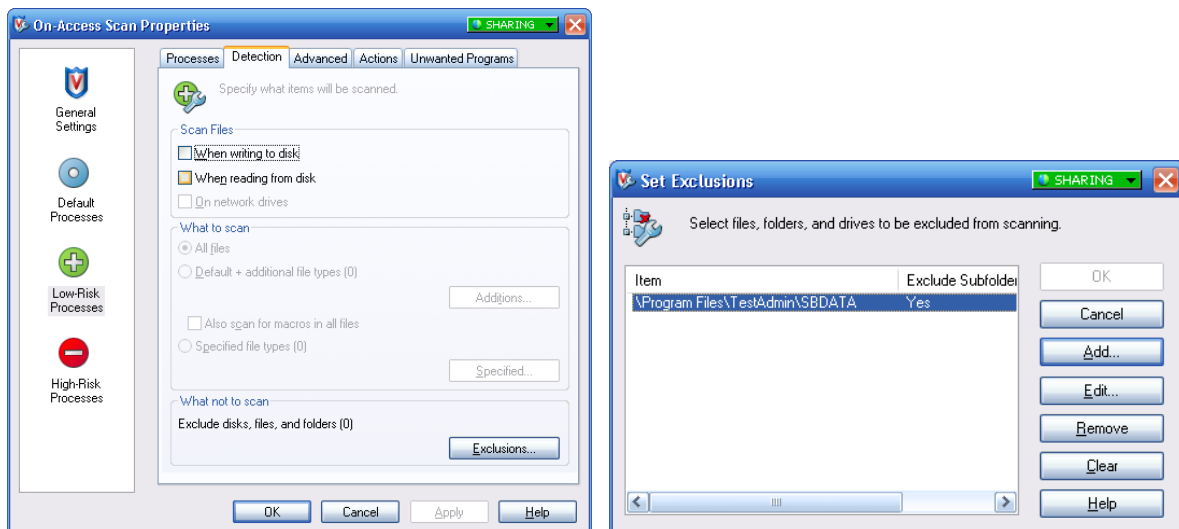 On-Access Scan Properties
SHARING
General
Settings
Default
Processes
Low-Risk
Processes
High-Risk
Processes
Processes
Detection
Advanced
Actions
Unwanted Programs
Specify what items will be scanned.
Scan Files
When writing to disk
When reading from disk
On network drives
What to scan
All files
Default + additional file types (0)
Additions...
Also scan for macros in all files
Specified file types (0)
Specified...
What not to scan
Exclude disks, files, and folders (0)
Exclusions...
OK
Cancel
Apply
Help
Set Exclusions
SHARING
Select files, folders, and drives to be excluded from scanning.
Item
Exclude Subfolder
\Program Files\TestAdmin\SBDATA
Yes
OK
Cancel
Add...
Edit...
Remove
Clear
Help